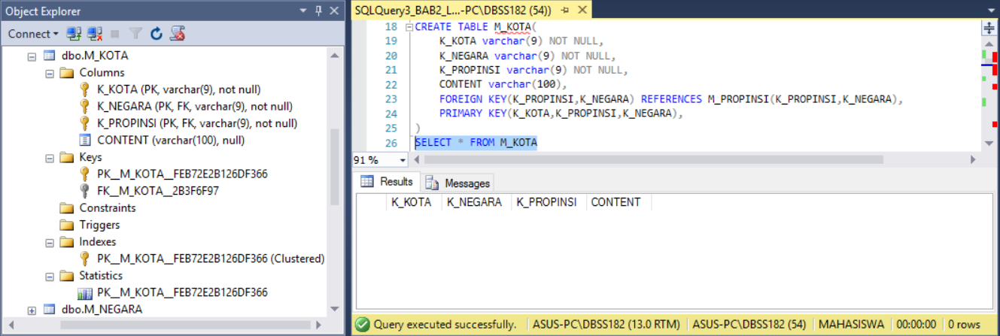 Object Explorer
Connect
dbo.M_KOTA
Columns
K_KOTA (PK, varchar(9), not null)
K_NEGARA (PK, FK, varchar(9), not null)
K_PROPINSI (PK, FK, varchar(9), not null)
CONTENT (varchar(100), null)
Keys
PK__M_KOTA__FEB72E2B126DF366
FK__M_KOTA__2B3F6F97
Constraints
Triggers
Indexes
PK__M_KOTA__FEB72E2B126DF366 (Clustered)
Statistics
PK__M_KOTA__FEB72E2B126DF366
dbo.M_NEGARA
SQLQuery3_BAB2_L...-PC\DBSS182 (54))
18 CREATE TABLE M_KOTA(
19 K_KOTA varchar(9) NOT NULL,
20 K_NEGARA varchar(9) NOT NULL,
21 K_PROPINSI varchar(9) NOT NULL,
22 CONTENT varchar(100),
23 FOREIGN KEY(K_PROPINSI,K_NEGARA) REFERENCES M_PROPINSI(K_PROPINSI,K_NEGARA),
24 PRIMARY KEY(K_KOTA,K_PROPINSI,K_NEGARA),
25 )
26 SELECT * FROM M_KOTA
91 %
Results Messages
K_KOTA K_NEGARA K_PROPINSI CONTENT
Query executed successfully. ASUS-PC\DBSS182 (13.0 RTM) ASUS-PC\DBSS182 (54) MAHASISWA 00:00:00 0 rows